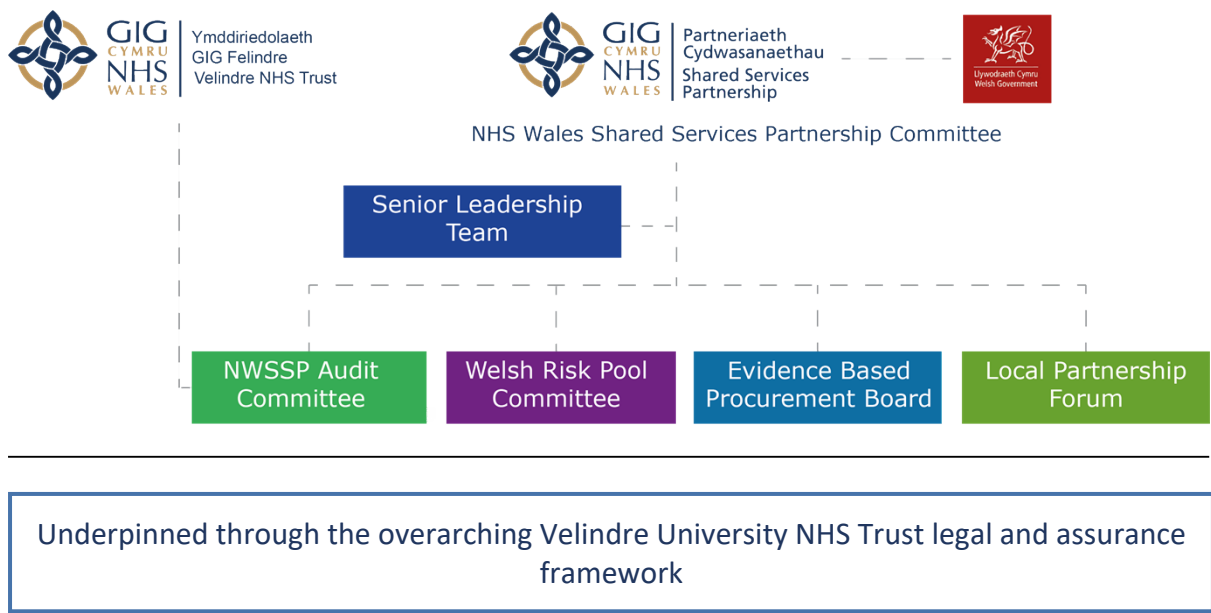 GIG
CYMRU
NHS
WALES
Ymddiriedolaeth
GIG Felindre
Velindre NHS Trust
GIG
CYMRU
NHS
WALES
Partneriaeth
Cydwasanaethau
Shared Services
Partnership
Llywodraeth Cymru
Welsh Government
NHS Wales Shared Services Partnership Committee
Senior Leadership
Team
NWSSP Audit
Committee
Welsh Risk Pool
Committee
Evidence Based
Procurement Board
Local Partnership
Forum
Underpinned through the overarching Velindre University NHS Trust legal and assurance
framework